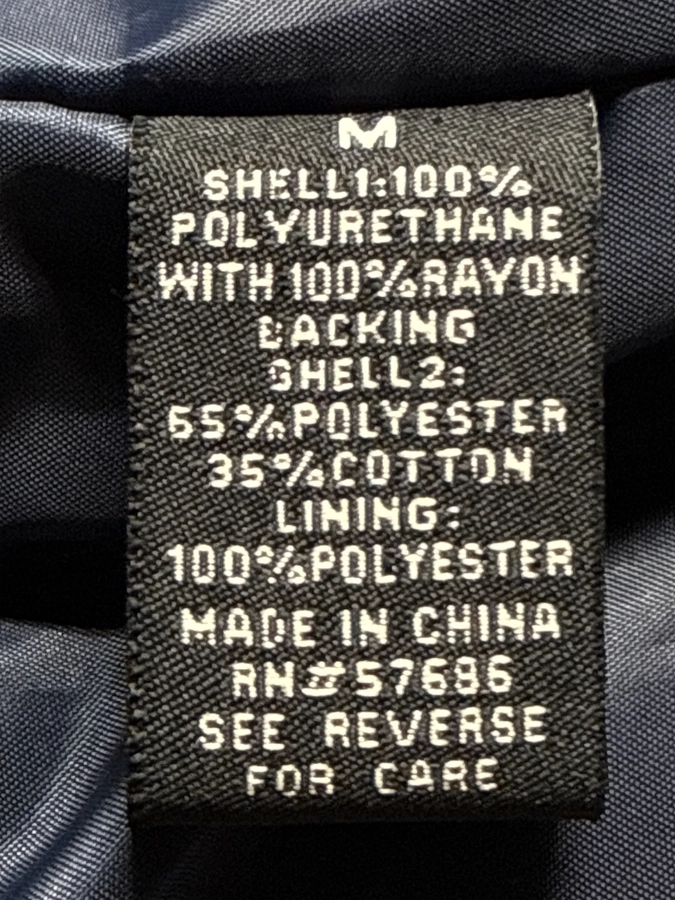 M
SHELL1:100%
POLYURETHANE
WITH 100%RAYON
BACKING
SHELL2:
65%POLYESTER
35%COTTON
LINING:
100%POLYESTER
MADE IN CHINA
RN#57686
SEE REVERSE
FOR CARE